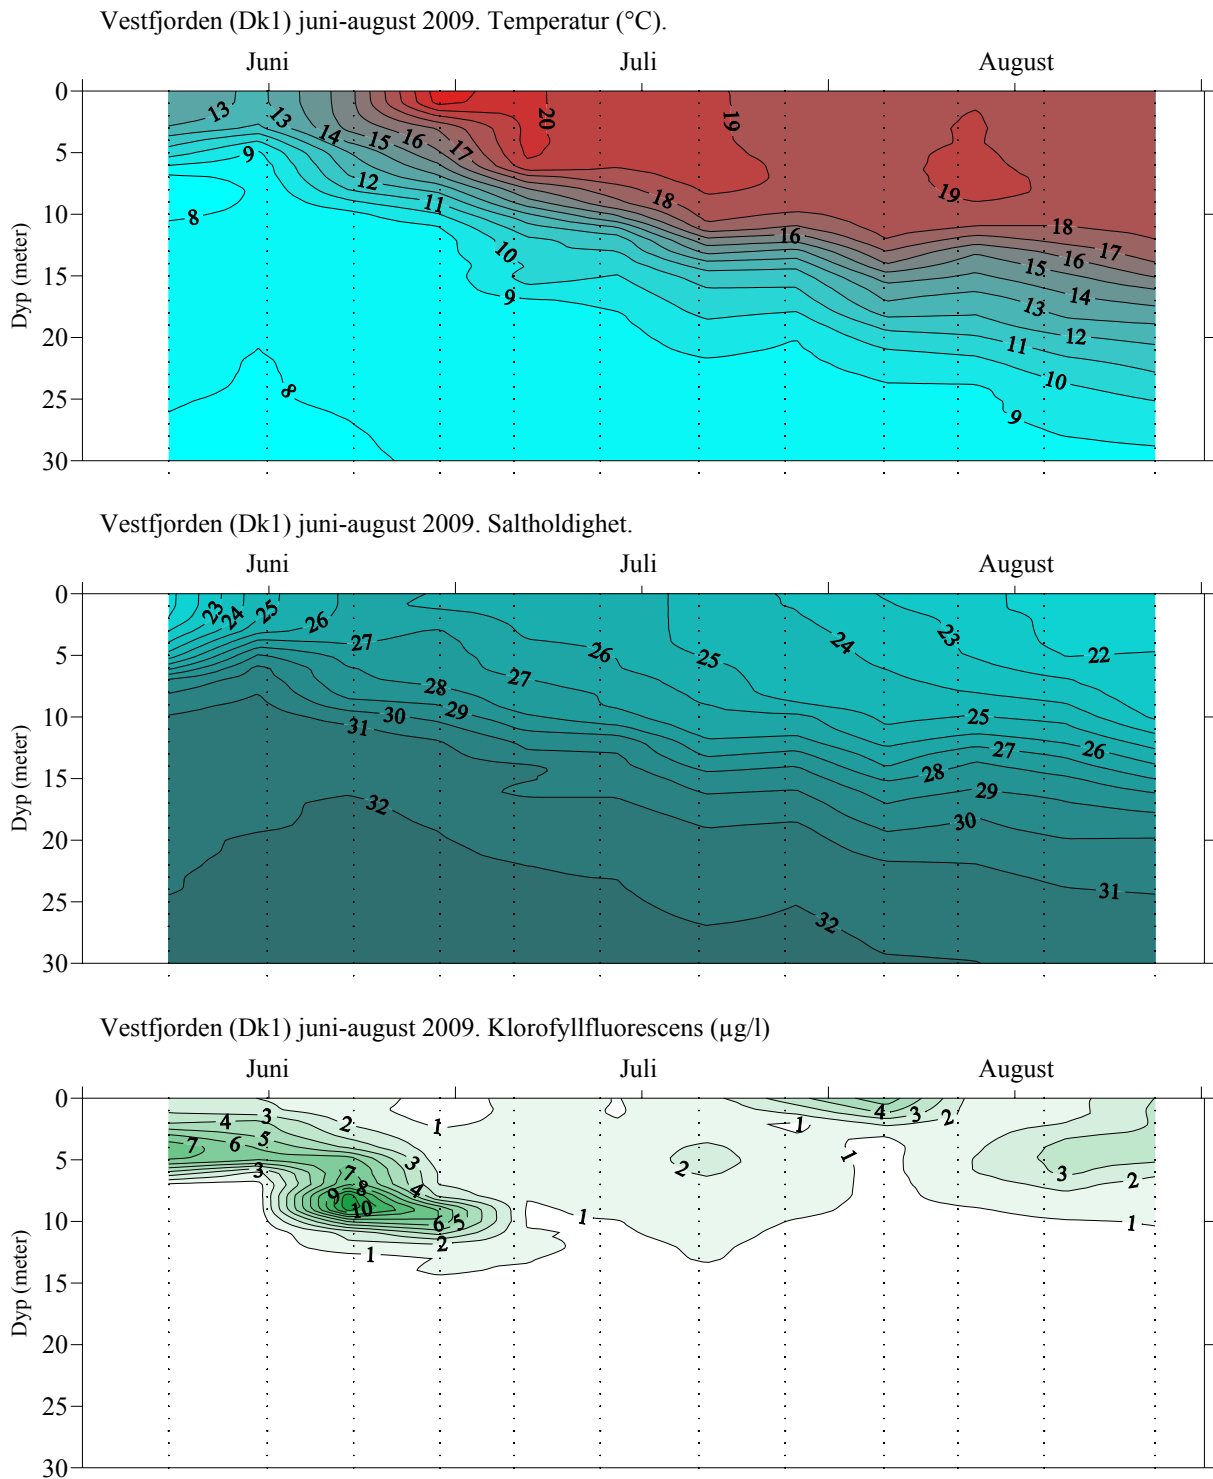 Vestfjorden (Dk1) juni-august 2009. Temperatur (°C).
Juni Juli August
0
5
10
15
20
25
30
Dyp (meter)
13 13 14 15 16 17 20 19 18
9 12 11 10 9 8 8
16 19 18 17 16 15 14 13 12 11 10 9
Vestfjorden (Dk1) juni-august 2009. Saltholdighet.
Juni Juli August
0
5
10
15
20
25
30
Dyp (meter)
23 24 25 26 27 28 29 30 31 32
26 27 25 24 23 22
25 26 27 28 29 30 31 32
Vestfjorden (Dk1) juni-august 2009. Klorofyllfluorescens (µg/l)
Juni Juli August
0
5
10
15
20
25
30
Dyp (meter)
4 3 2 1 4 3 2 1
7 6 5 3 7 3 4 2 1 3 2
9 8 10 6 5 2 1 1 1